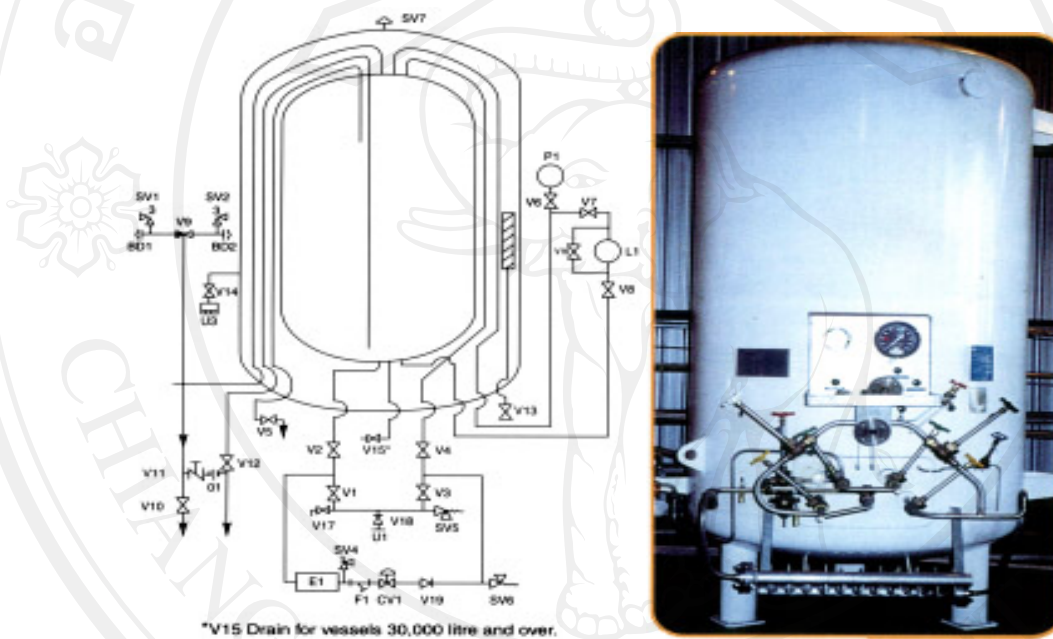 SV7
P1
V6
V7
L1
V8
SV1
SV2
V9
BD1
BD2
V14
U3
V13
V5
V2
V15*
V4
V11
V12
O1
V10
V1
V3
V17
V18
U1
SV5
SV4
E1
F1
CV1
V19
SV6
*V15 Drain for vessels 30,000 litre and over.
CHIANG